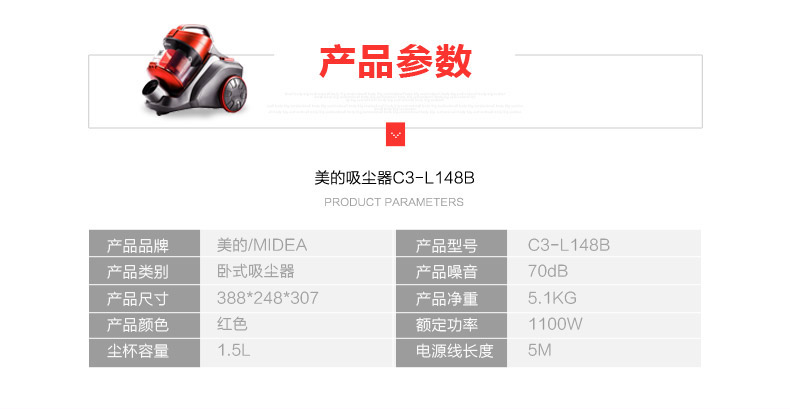 产品参数
美的吸尘器C3-L148B
PRODUCT PARAMETERS
产品品牌 美的/MIDEA 产品型号 C3-L148B
产品类别 卧式吸尘器 产品噪音 70dB
产品尺寸 388*248*307 产品净重 5.1KG
产品颜色 红色 额定功率 1100W
尘杯容量 1.5L 电源线长度 5M